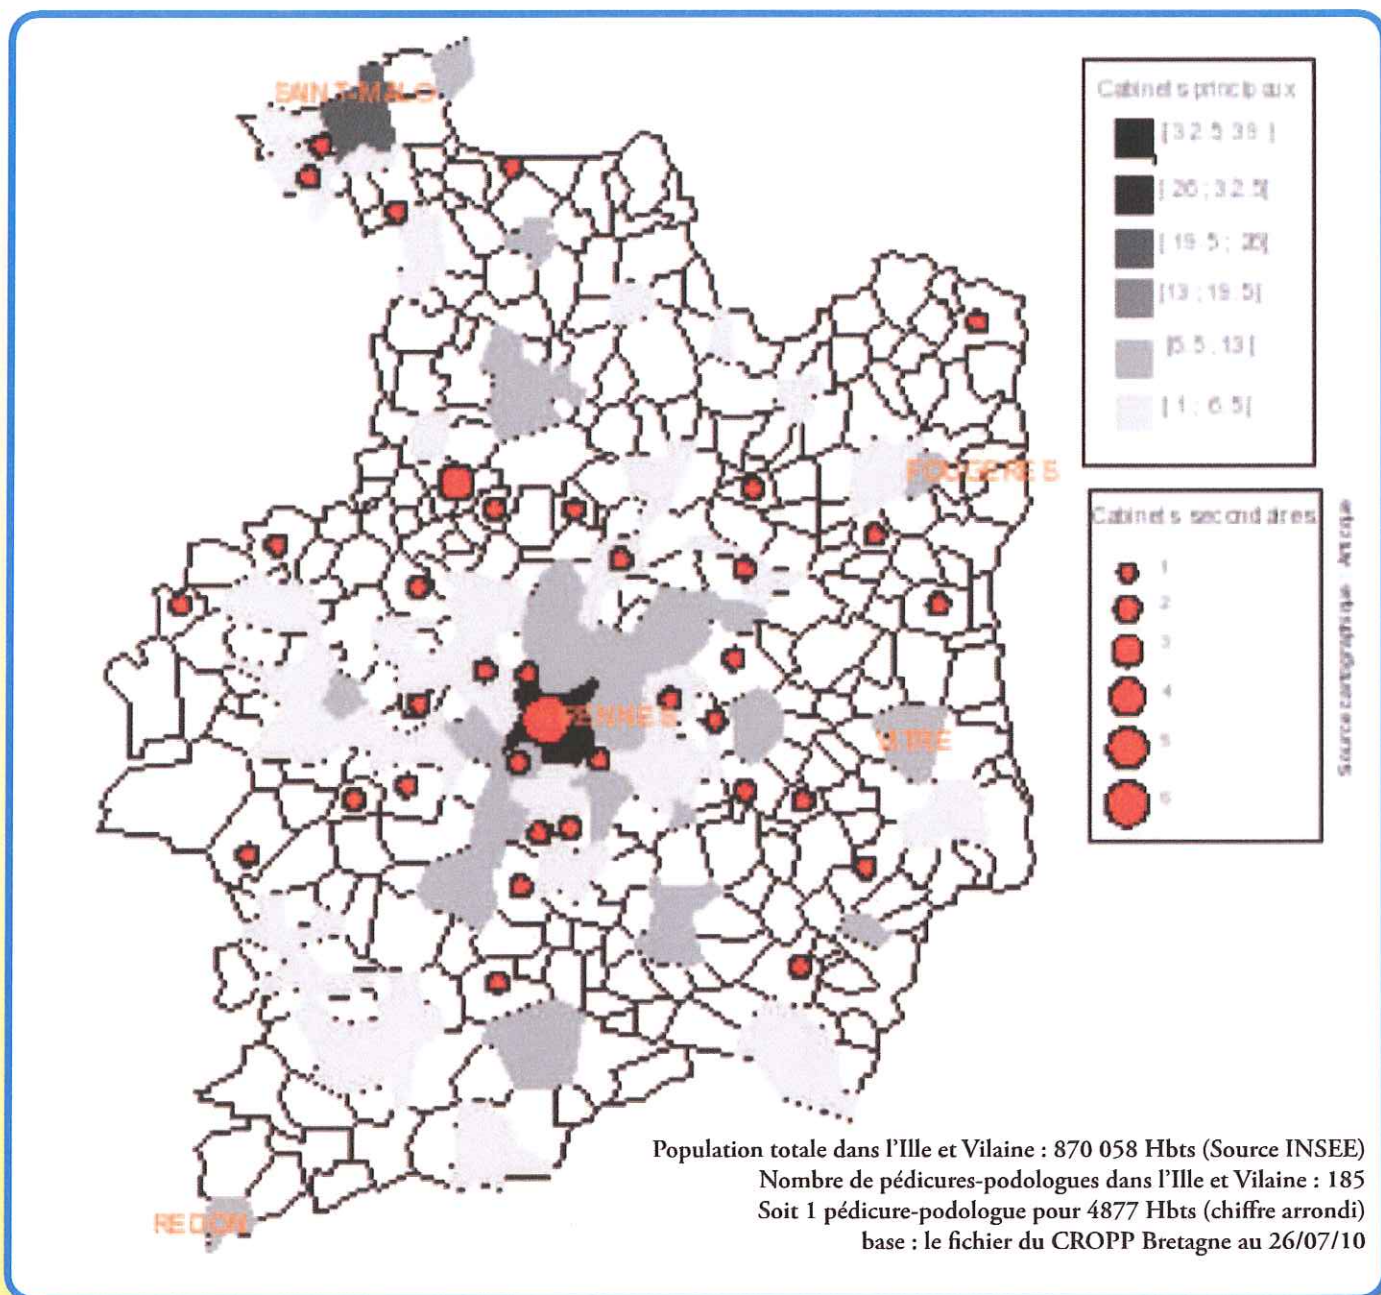 SAINT-MALO
FOUGERES
RENNES
VITRE
REDON
Cabinets principaux
[32.5 39 ]
[ 26 ; 32.5[
[ 19.5 ; 26[
[13 ; 19.5[
[6.5 ; 13 [
[ 1 ; 6.5[
Cabinets secondaires
1
2
3
4
5
6
Population totale dans l'Ille et Vilaine : 870 058 Hbts (Source INSEE)
Nombre de pédicures-podologues dans l'Ille et Vilaine : 185
Soit 1 pédicure-podologue pour 4877 Hbts (chiffre arrondi)
base : le fichier du CROPP Bretagne au 26/07/10